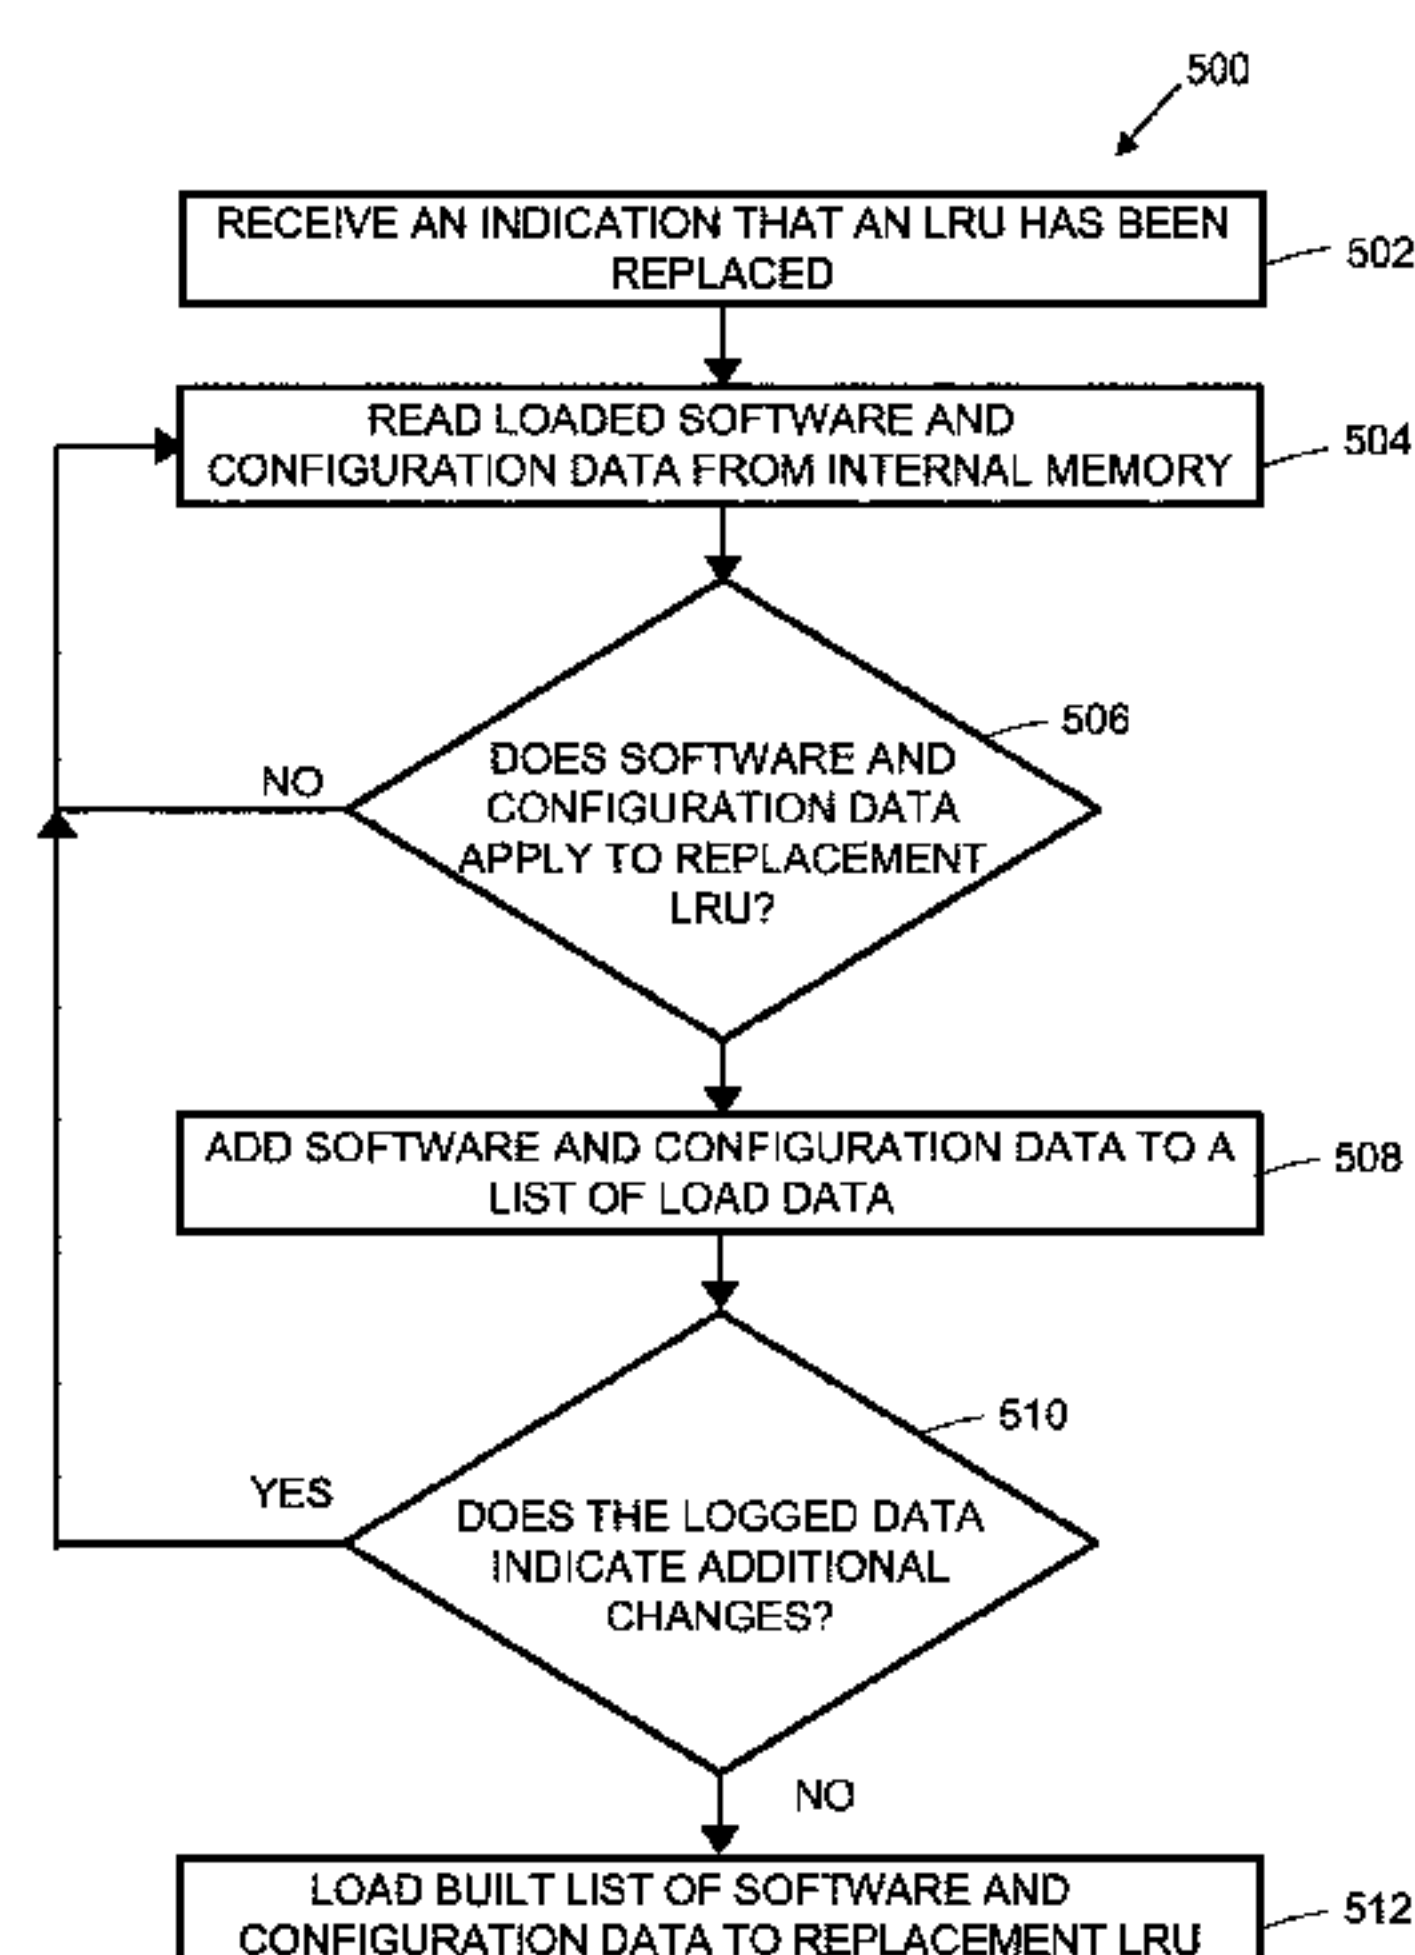 500
RECEIVE AN INDICATION THAT AN LRU HAS BEEN
REPLACED
502
READ LOADED SOFTWARE AND
CONFIGURATION DATA FROM INTERNAL MEMORY
504
506
DOES SOFTWARE AND
CONFIGURATION DATA
APPLY TO REPLACEMENT
LRU?
NO
ADD SOFTWARE AND CONFIGURATION DATA TO A
LIST OF LOAD DATA
508
510
YES
DOES THE LOGGED DATA
INDICATE ADDITIONAL
CHANGES?
NO
LOAD BUILT LIST OF SOFTWARE AND
CONFIGURATION DATA TO REPLACEMENT LRU
512